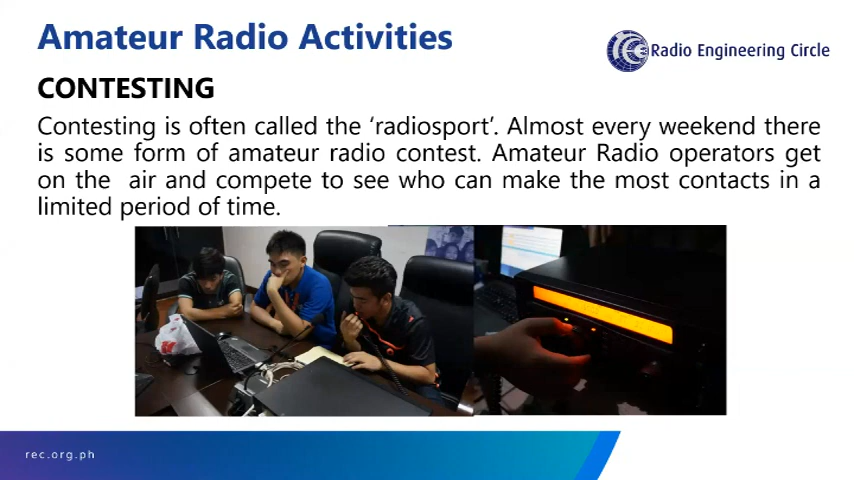 Amateur Radio Activities
Radio Engineering Circle
CONTESTING
Contesting is often called the ‘radiosport’. Almost every weekend there
is some form of amateur radio contest. Amateur Radio operators get
on the air and compete to see who can make the most contacts in a
limited period of time.
rec.org.ph